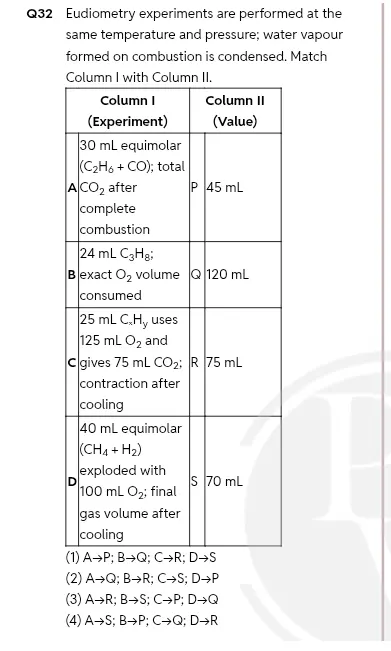 Q32 Eudiometry experiments are performed at the
same temperature and pressure; water vapour
formed on combustion is condensed. Match
Column I with Column II.
Column I Column II
(Experiment) (Value)
30 mL equimolar
(C₂H₆ + CO); total
A CO₂ after P 45 mL
complete
combustion
24 mL C₃H₈;
B exact O₂ volume Q 120 mL
consumed
25 mL CₓHᵧ uses
125 mL O₂ and
C gives 75 mL CO₂; R 75 mL
contraction after
cooling
40 mL equimolar
(CH₄ + H₂)
exploded with
D 100 mL O₂; final S 70 mL
gas volume after
cooling
(1) A→P; B→Q; C→R; D→S
(2) A→Q; B→R; C→S; D→P
(3) A→R; B→S; C→P; D→Q
(4) A→S; B→P; C→Q; D→R